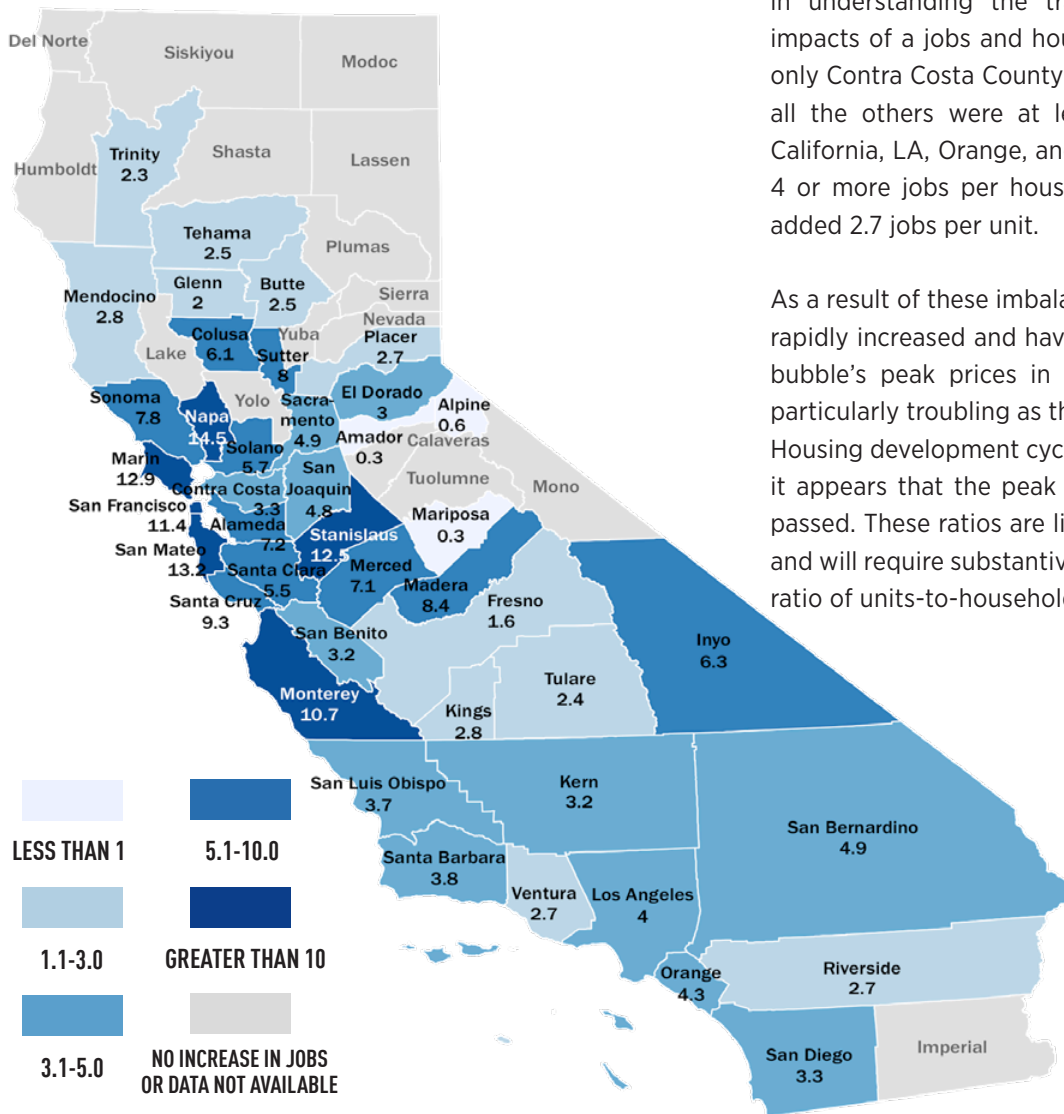 in understanding the
impacts of a jobs and
only Contra Costa County
all the others were at
California, LA, Orange,
4 or more jobs per
added 2.7 jobs per unit.
As a result of these
rapidly increased and
bubble's peak prices in
particularly troubling as
Housing development
it appears that the peak
passed. These ratios are
and will require
ratio of
Del Norte
Siskiyou
Modoc
Trinity
2.3
Humboldt
Shasta
Lassen
Tehama
2.5
Plumas
Glenn
2
Butte
2.5
Mendocino
2.8
Sierra
Nevada
Colusa
6.1
Yuba
Placer
2.7
Lake
Sutter
8
El Dorado
3
Sonoma
7.8
Napa
14.5
Yolo
Sacra-
mento
4.9
Alpine
0.6
Amador
0.3
Calaveras
Solano
5.7
Marin
12.9
San
Joaquin
4.8
Tuolumne
Mono
Contra Costa
3.3
San Francisco
11.4
Alameda
7.2
Stanislaus
12.5
Mariposa
0.3
San Mateo
13.2
Santa Clara
5.5
Merced
7.1
Madera
8.4
Santa Cruz
9.3
Fresno
1.6
San Benito
3.2
Inyo
6.3
Monterey
10.7
Kings
2.8
Tulare
2.4
San Luis Obispo
3.7
Kern
3.2
San Bernardino
4.9
Santa Barbara
3.8
Ventura
2.7
Los Angeles
4
Orange
4.3
Riverside
2.7
San Diego
3.3
Imperial
LESS THAN 1
5.1-10.0
1.1-3.0
GREATER THAN 10
3.1-5.0
NO INCREASE IN JOBS
OR DATA NOT AVAILABLE